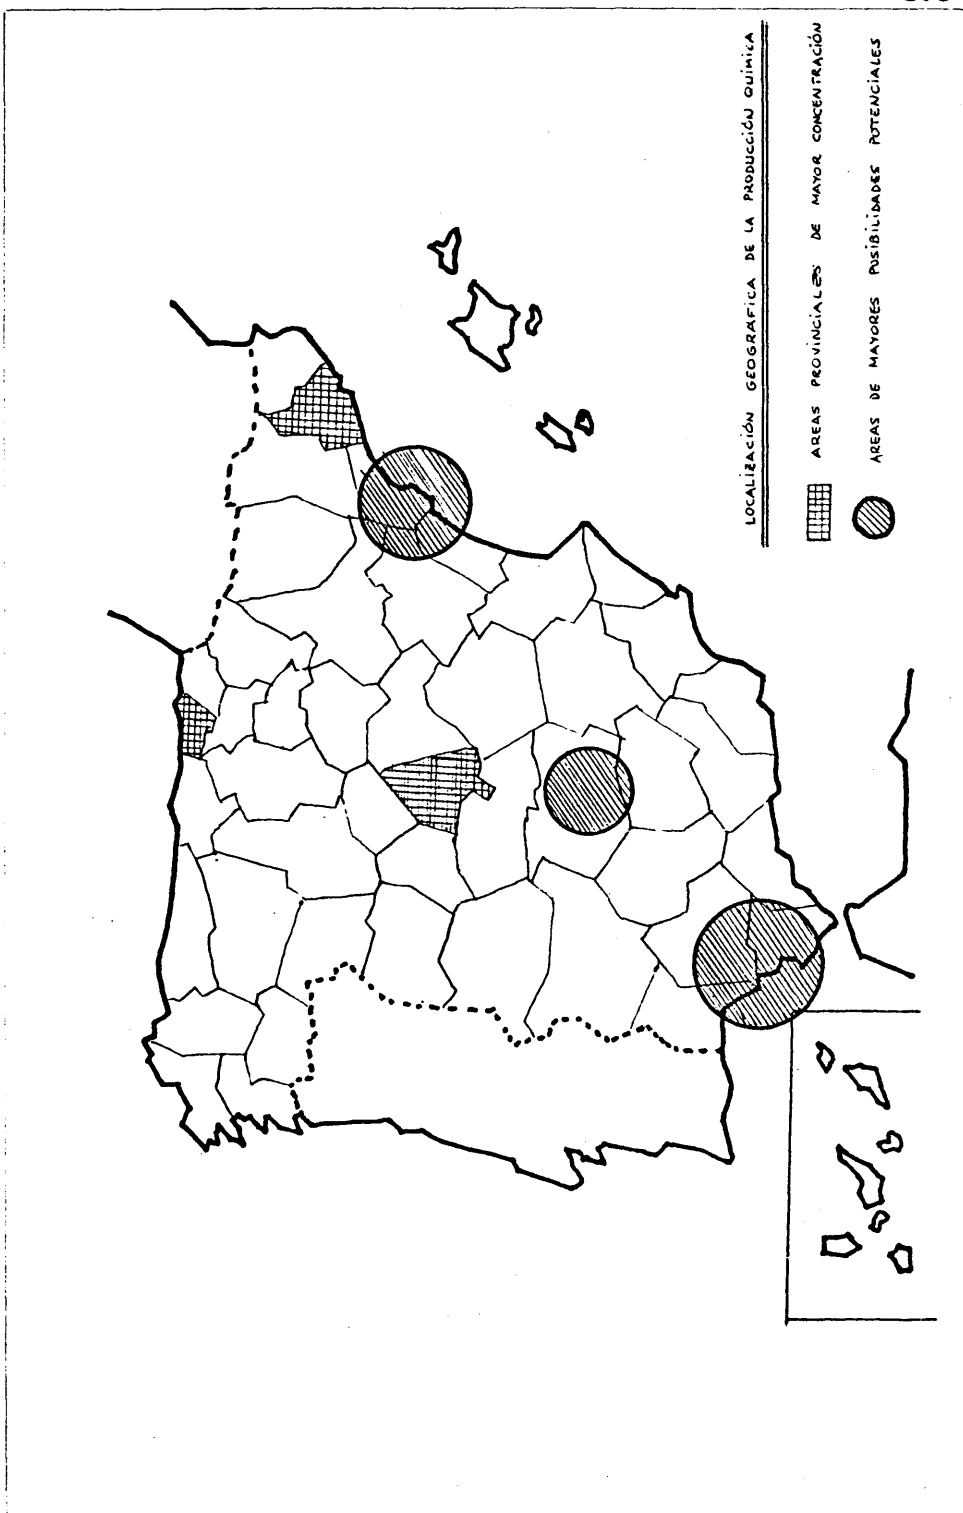 LOCALIZACIÓN GEOGRAFICA DE LA PRODUCCIÓN QUIMICA
AREAS PROVINCIALES DE MAYOR CONCENTRACIÓN
AREAS DE MAYORES POSIBILIDADES POTENCIALES